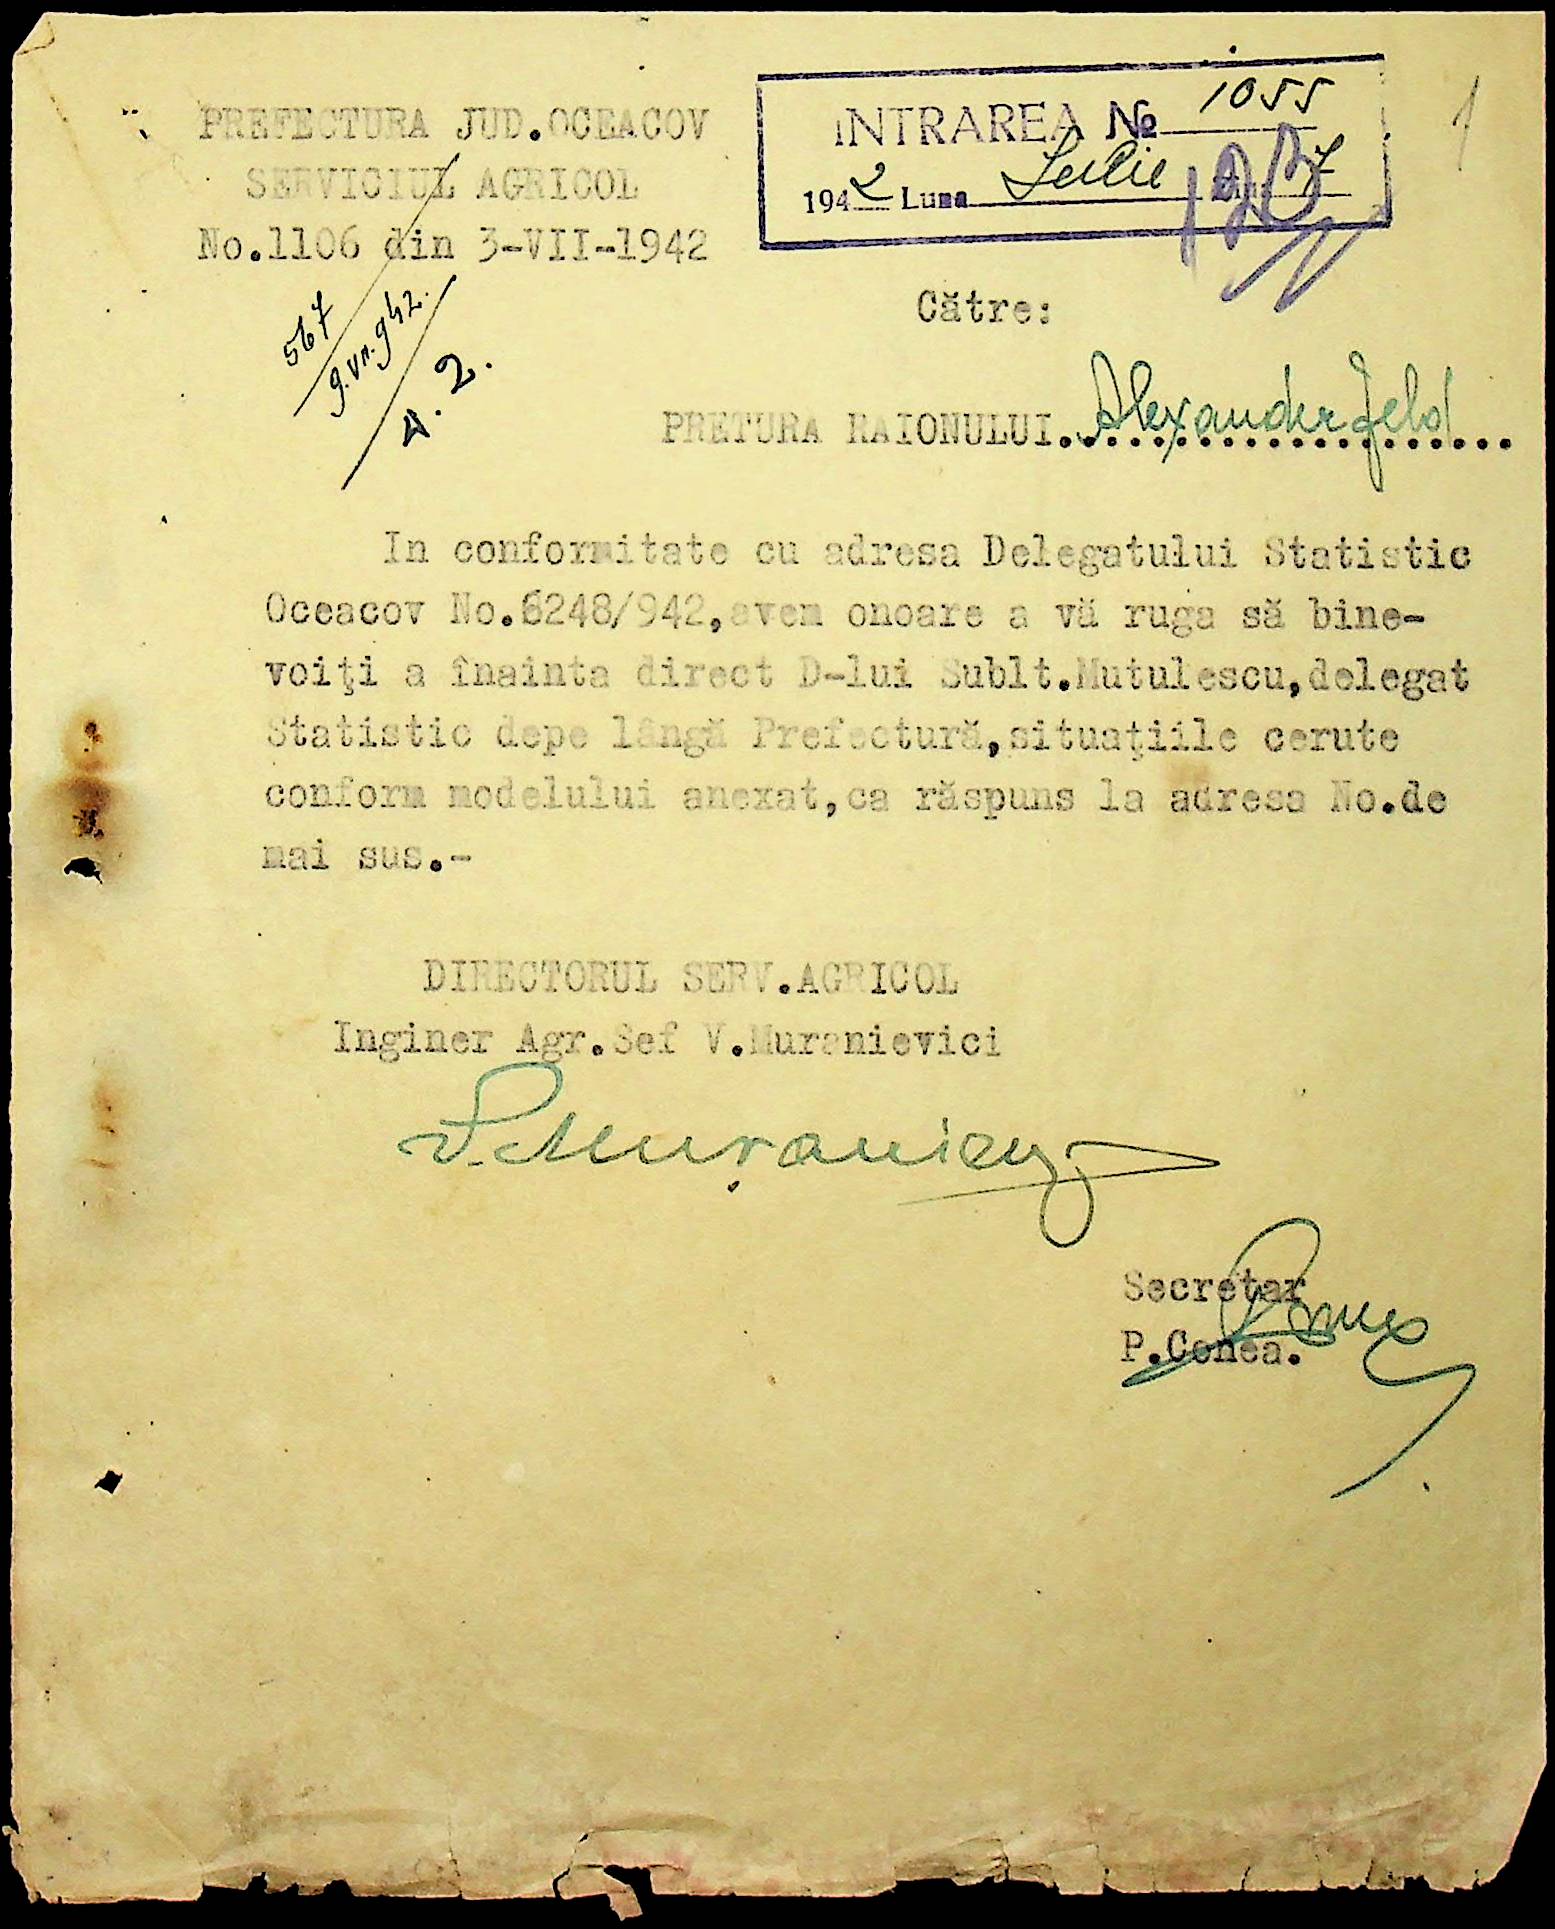 PREFECTURA JUD.OCEACOV
SERVICIUL AGRICOL
No.1106 din 3-VII-1942
INTRAREA № 1055
1942 Luna Iulie Ziua 7
1
567
9.VII.942.
A. 2.
Către:
PRETURA RAIONULUI Alexanderfeld
In conformitate cu adresa Delegatului Statistic
Oceacov No.6248/942,avem onoare a vă ruga să bine-
voiţi a înainta direct D-lui Sublt.Mutulescu,delegat
Statistic depe lângă Prefectură,situaţiile cerute
conform modelului anexat,ca răspuns la adresa No.de
mai sus.-
DIRECTORUL SERV.AGRICOL
Inginer Agr.Sef V.Muranievici
Secretar
P.Conea.